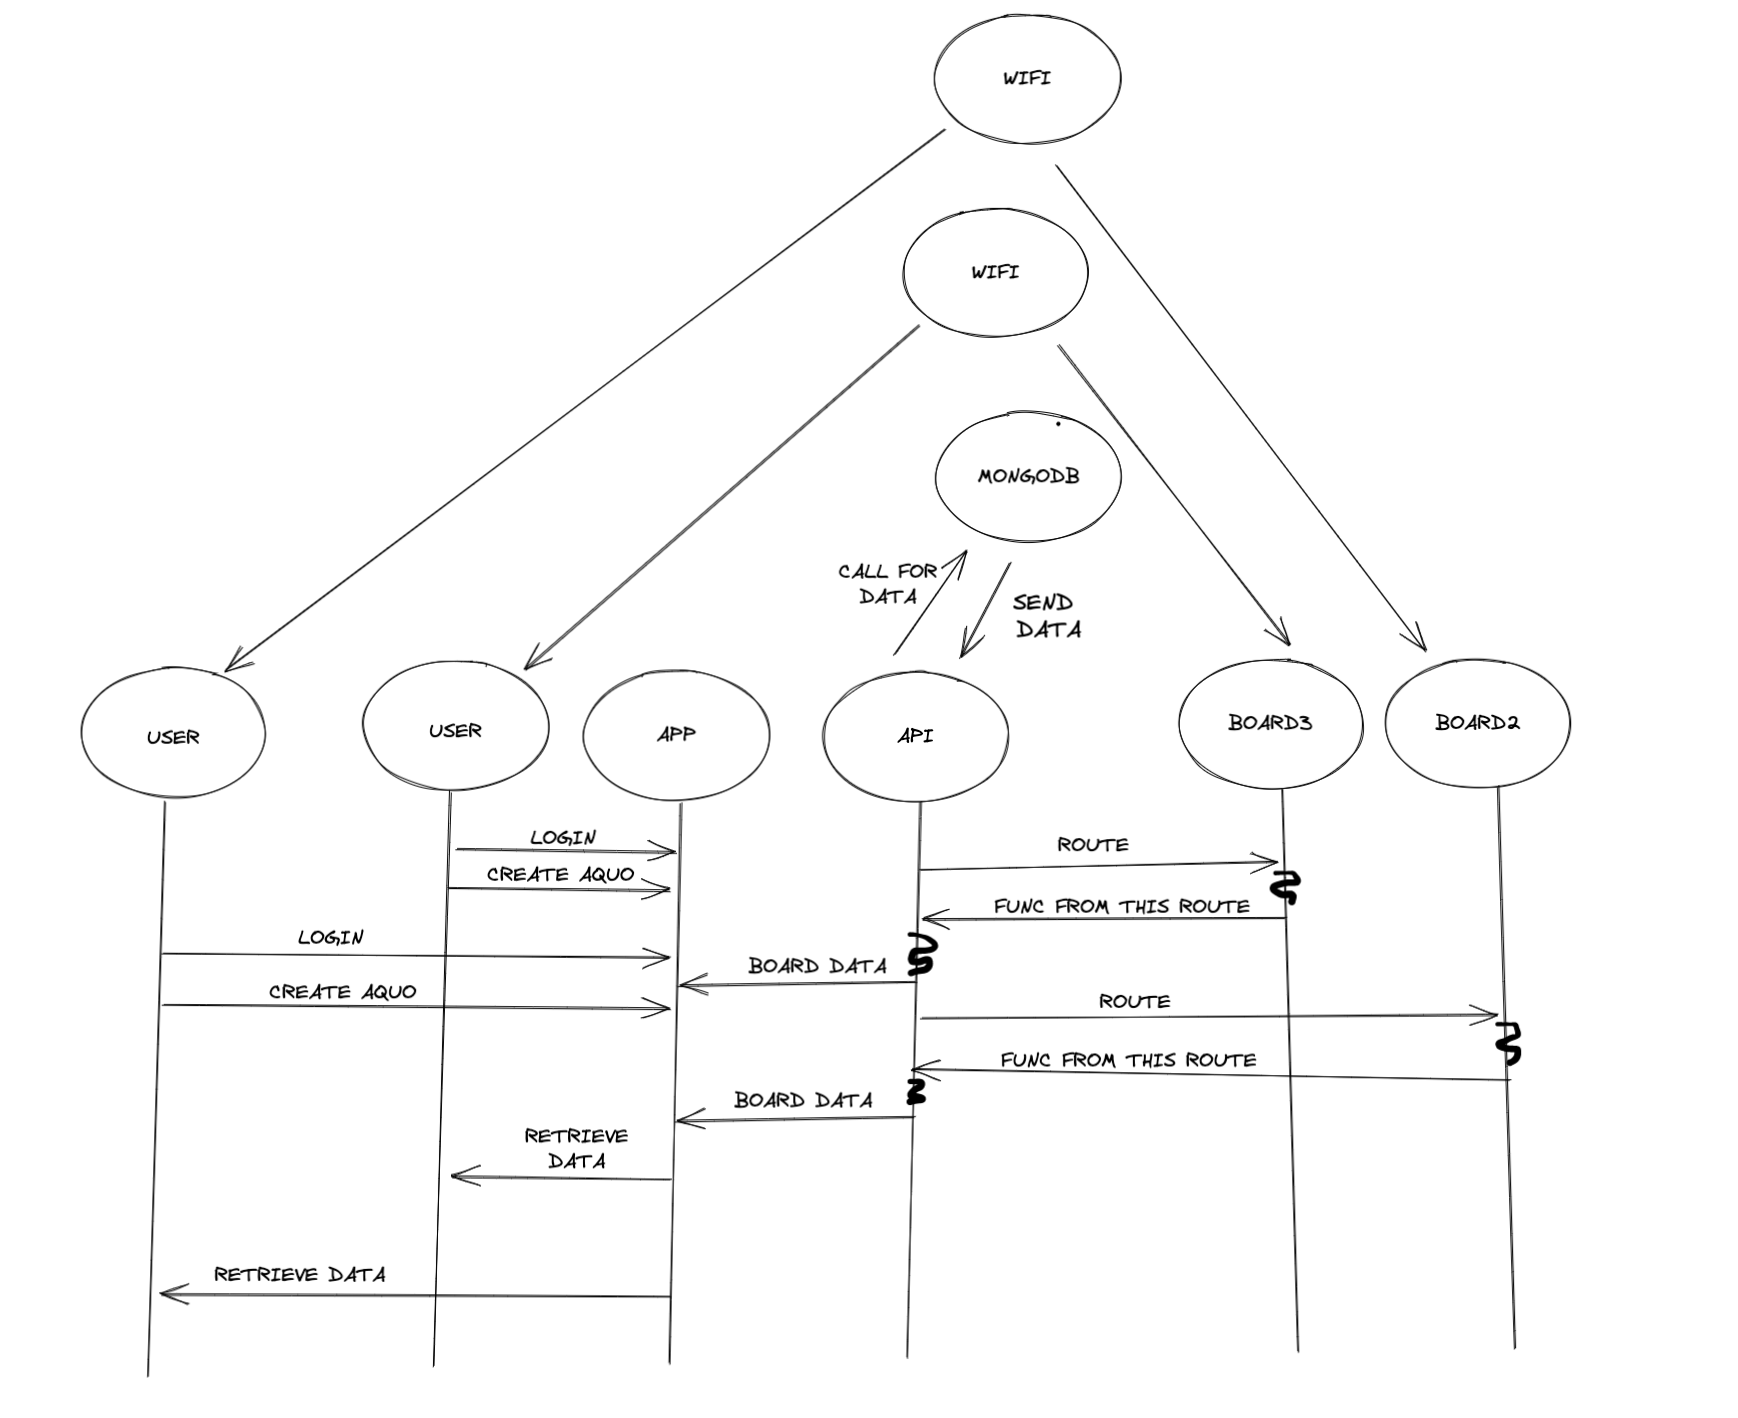 WIFI
WIFI
MONGODB
CALL FOR
DATA
SEND
DATA
USER
USER
APP
API
BOARD3
BOARD2
LOGIN
ROUTE
CREATE AQUO
FUNC FROM THIS ROUTE
LOGIN
BOARD DATA
CREATE AQUO
ROUTE
FUNC FROM THIS ROUTE
BOARD DATA
RETRIEVE
DATA
RETRIEVE DATA